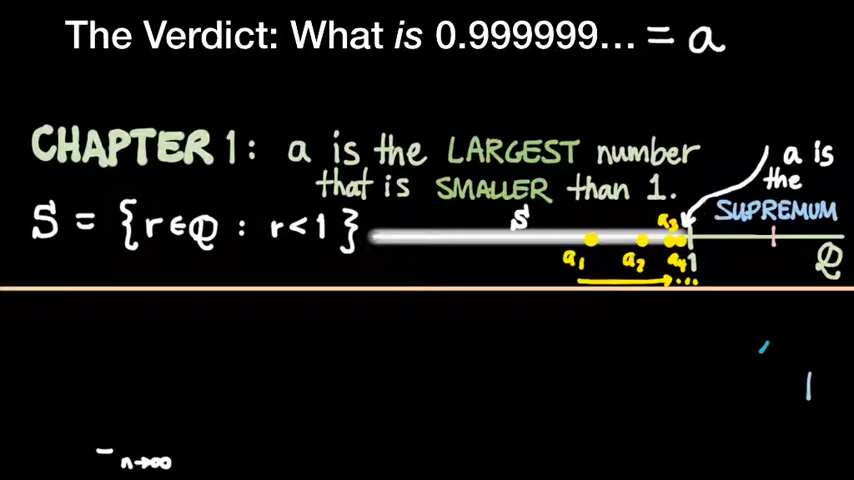 The Verdict: What is 0.999999... = a
CHAPTER 1: a is the LARGEST number
that is SMALLER than 1.
a is
the
SUPREMUM
S = {r∈ℚ : r<1}
S
a₃
a₁ a₂ a₄ 1 ℚ
...
n→∞